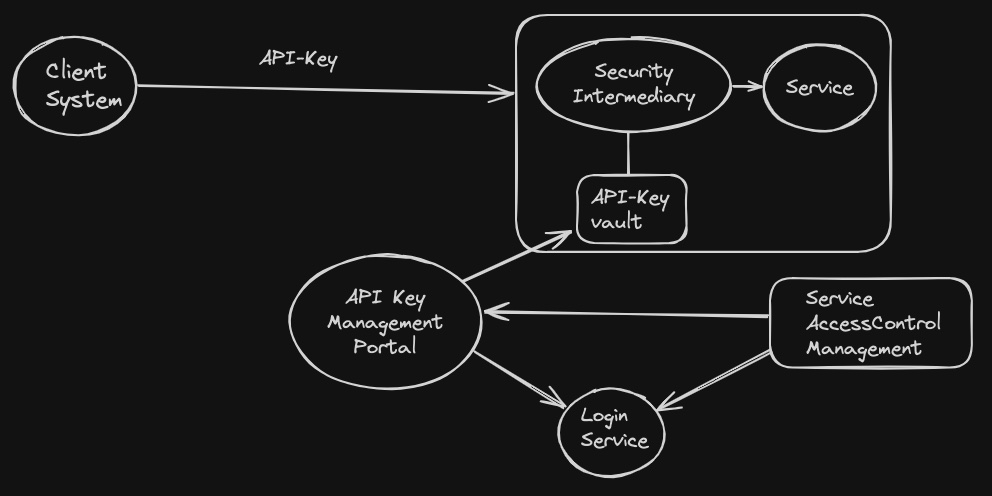 Client
System
API-Key
Security
Intermediary
Service
API-Key
vault
API Key
Management
Portal
Service
AccessControl
Management
Login
Service